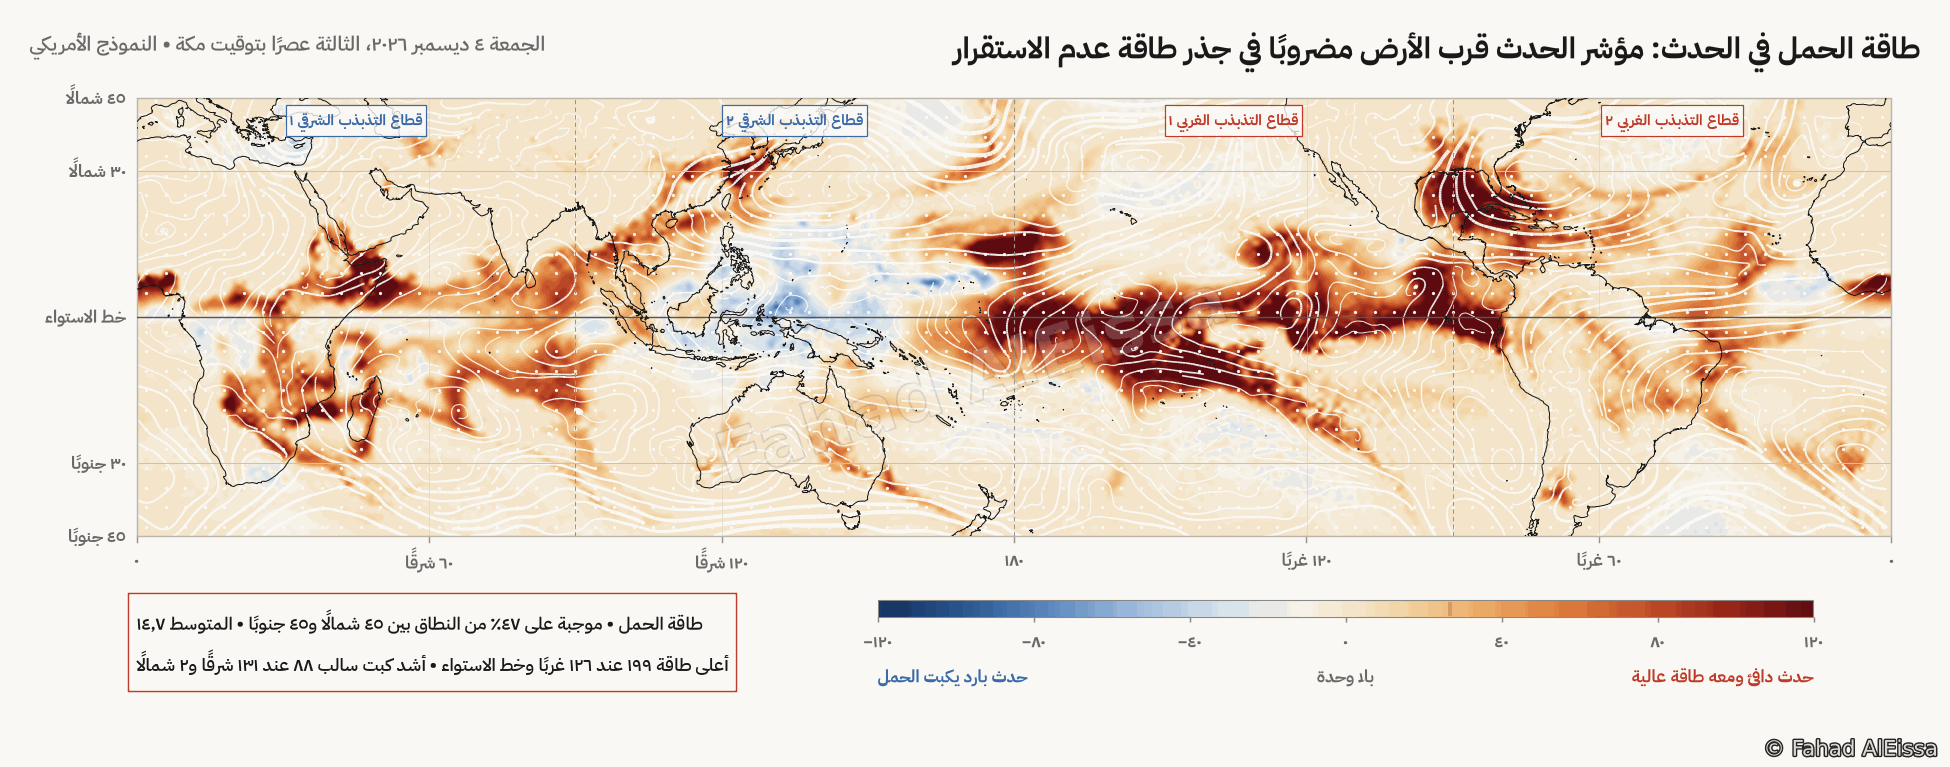 طاقة الحمل في الحدث: مؤشر الحدث قرب الأرض مضروبًا في جذر طاقة عدم الاستقرار
الجمعة ٤ ديسمبر ٢٠٢٦، الثالثة عصرًا بتوقيت مكة • النموذج الأمريكي
قطاع التذبذب الشرقي ١
قطاع التذبذب الشرقي ٢
قطاع التذبذب الغربي ١
قطاع التذبذب الغربي ٢
٤٥ شمالًا
٣٠ شمالًا
خط الاستواء
٣٠ جنوبًا
٤٥ جنوبًا
٠
٦٠ شرقًا
١٢٠ شرقًا
١٨٠
١٢٠ غربًا
٦٠ غربًا
٠
Fahad AlEissa
طاقة الحمل • موجبة على ٤٧٪ من النطاق بين ٤٥ شمالًا و٤٥ جنوبًا • المتوسط ١٤,٧
أعلى طاقة ١٩٩ عند ١٢٦ غربًا وخط الاستواء • أشد كبت سالب ٨٨ عند ١٣١ شرقًا و٢ شمالًا
−١٢٠
−٨٠
−٤٠
٠
٤٠
٨٠
١٢٠
حدث بارد يكبت الحمل
بلا وحدة
حدث دافئ ومعه طاقة عالية
© Fahad AlEissa